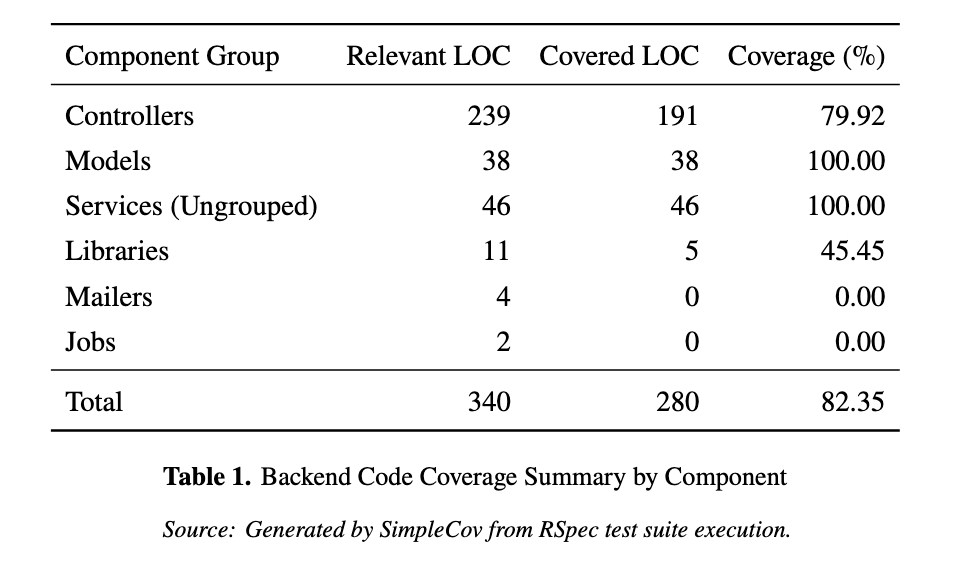 Component Group Relevant LOC Covered LOC Coverage (%)
Controllers 239 191 79.92
Models 38 38 100.00
Services (Ungrouped) 46 46 100.00
Libraries 11 5 45.45
Mailers 4 0 0.00
Jobs 2 0 0.00
Total 340 280 82.35
Table 1. Backend Code Coverage Summary by Component
Source: Generated by SimpleCov from RSpec test suite execution.